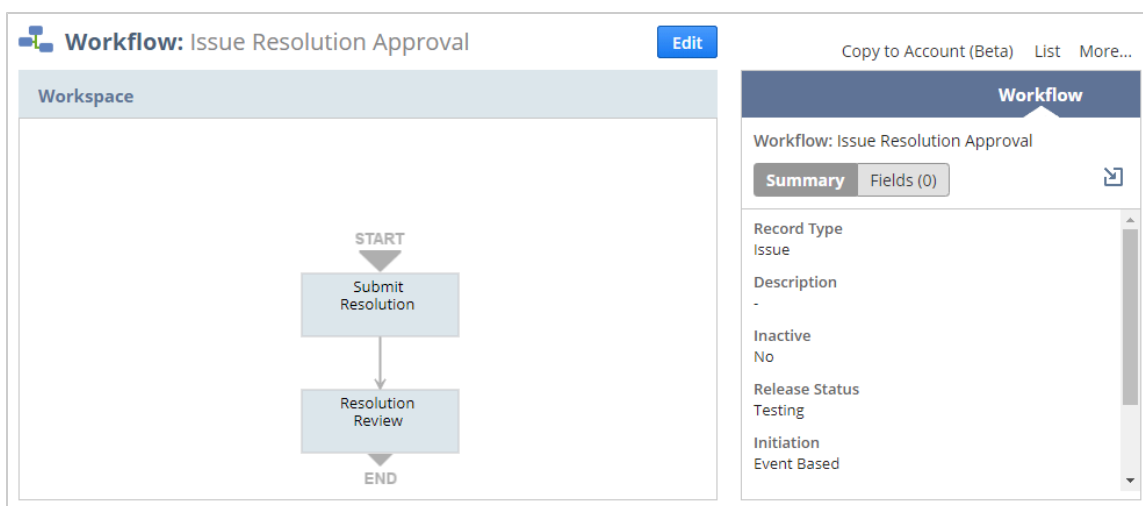 Workflow: Issue Resolution Approval
Edit
Copy to Account (Beta) List More...
Workspace
START
Submit
Resolution
Resolution
Review
END
Workflow
Workflow: Issue Resolution Approval
Summary Fields (0)
Record Type
Issue
Description
-
Inactive
No
Release Status
Testing
Initiation
Event Based